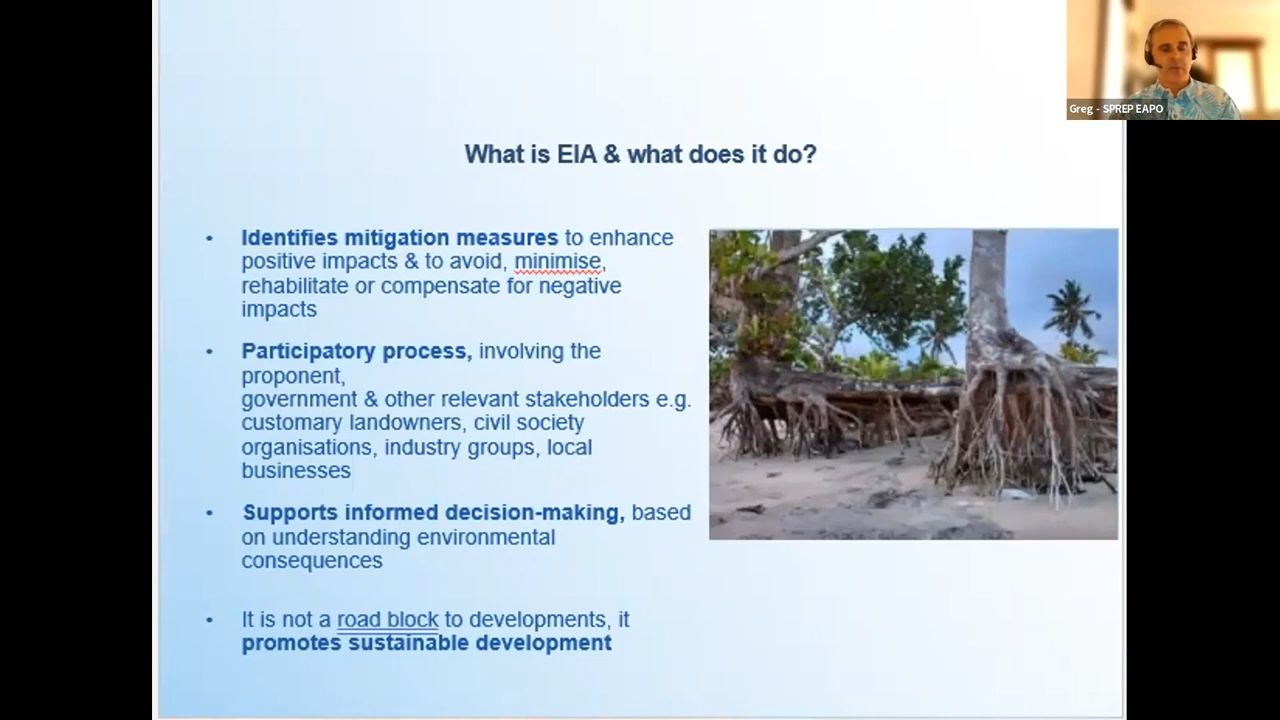 Greg - SPREP EAPO
What is EIA & what does it do?
• Identifies mitigation measures to enhance
positive impacts & to avoid, minimise,
rehabilitate or compensate for negative
impacts
• Participatory process, involving the
proponent,
government & other relevant stakeholders e.g.
customary landowners, civil society
organisations, industry groups, local
businesses
• Supports informed decision-making, based
on understanding environmental
consequences
• It is not a road block to developments, it
promotes sustainable development